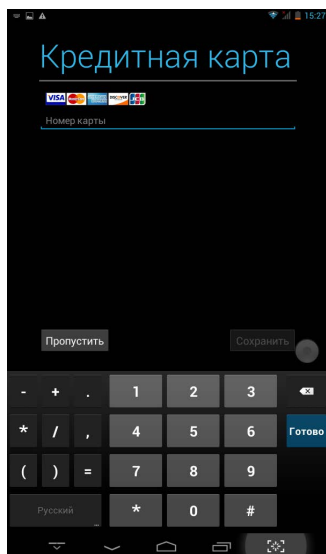 15:27
Кредитная карта
VISA DISCOVER JCB
Номер карты
Пропустить Сохранить
- + . 1 2 3
* / , 4 5 6 Готово
( ) = 7 8 9
Русский ... * 0 #